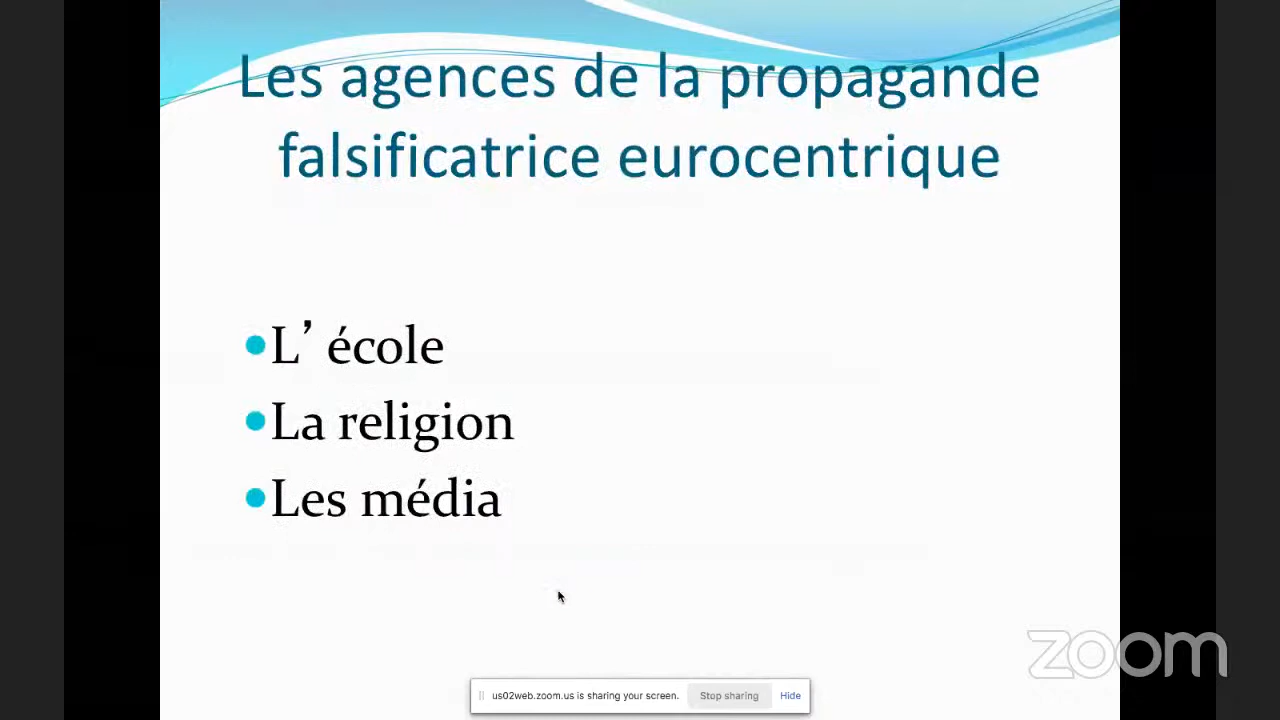 Les agences de la propagande
falsificatrice eurocentrique
•L’ école
•La religion
•Les média
zoom
us02web.zoom.us is sharing your screen. Stop sharing Hide